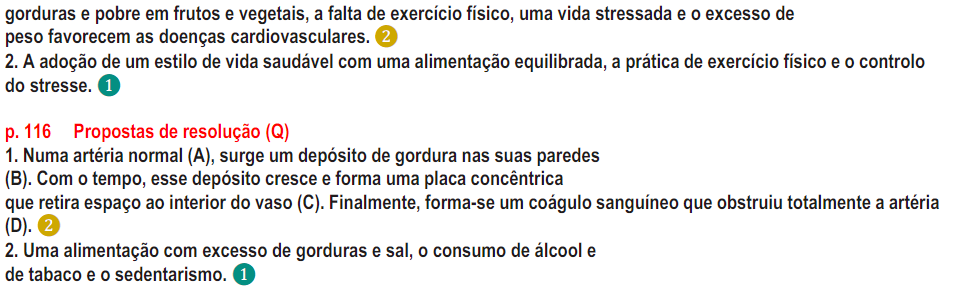 gorduras e pobre em frutos e vegetais, a falta de exercício físico, uma vida stressada e o excesso de
peso favorecem as doenças cardiovasculares. 2
2. A adoção de um estilo de vida saudável com uma alimentação equilibrada, a prática de exercício físico e o controlo
do stresse. 1
p. 116 Propostas de resolução (Q)
1. Numa artéria normal (A), surge um depósito de gordura nas suas paredes
(B). Com o tempo, esse depósito cresce e forma uma placa concêntrica
que retira espaço ao interior do vaso (C). Finalmente, forma-se um coágulo sanguíneo que obstruiu totalmente a artéria
(D). 2
2. Uma alimentação com excesso de gorduras e sal, o consumo de álcool e
de tabaco e o sedentarismo. 1